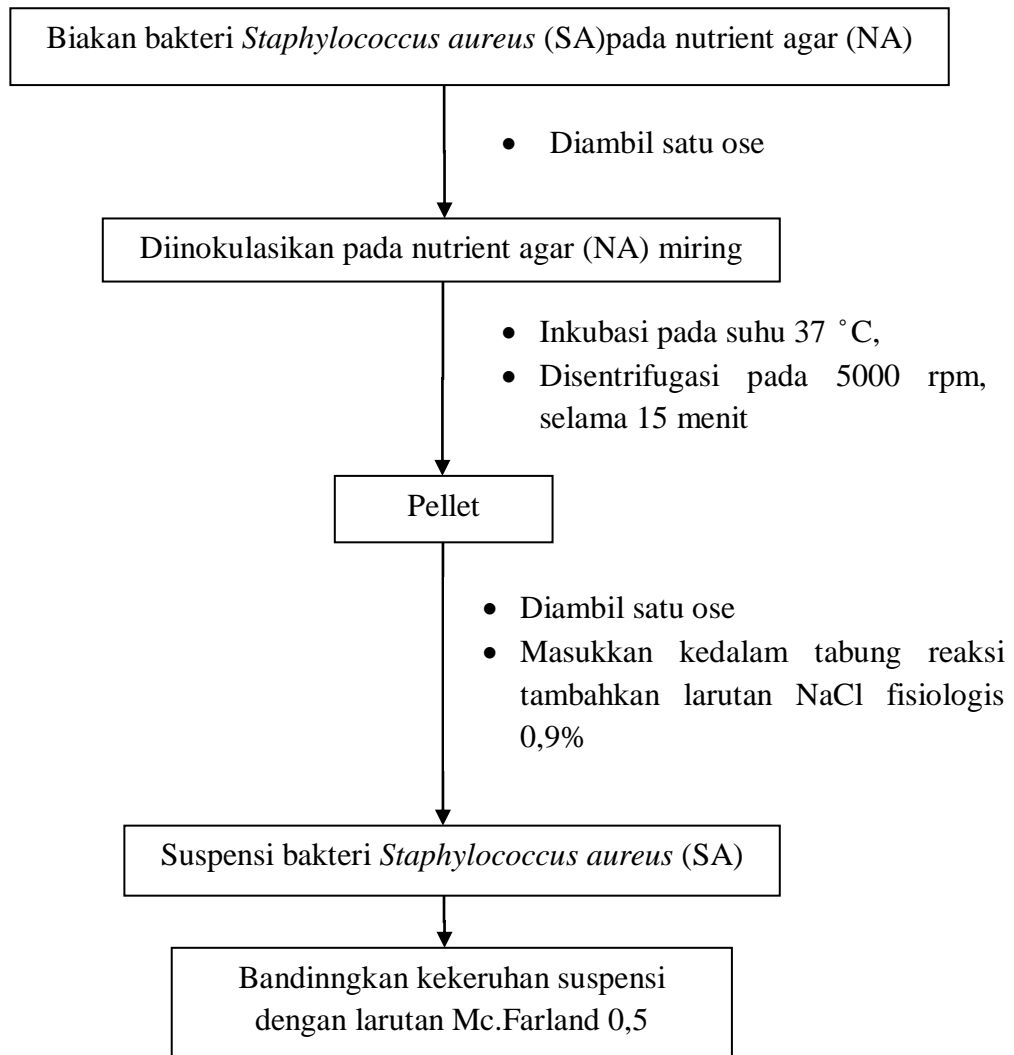 Biakan bakteri Staphylococcus aureus (SA)pada nutrient agar (NA)
• Diambil satu ose
Diinokulasikan pada nutrient agar (NA) miring
• Inkubasi pada suhu 37 ˚C,
• Disentrifugasi pada 5000 rpm,
selama 15 menit
Pellet
• Diambil satu ose
• Masukkan kedalam tabung reaksi
tambahkan larutan NaCl fisiologis
0,9%
Suspensi bakteri Staphylococcus aureus (SA)
Bandinngkan kekeruhan suspensi
dengan larutan Mc.Farland 0,5